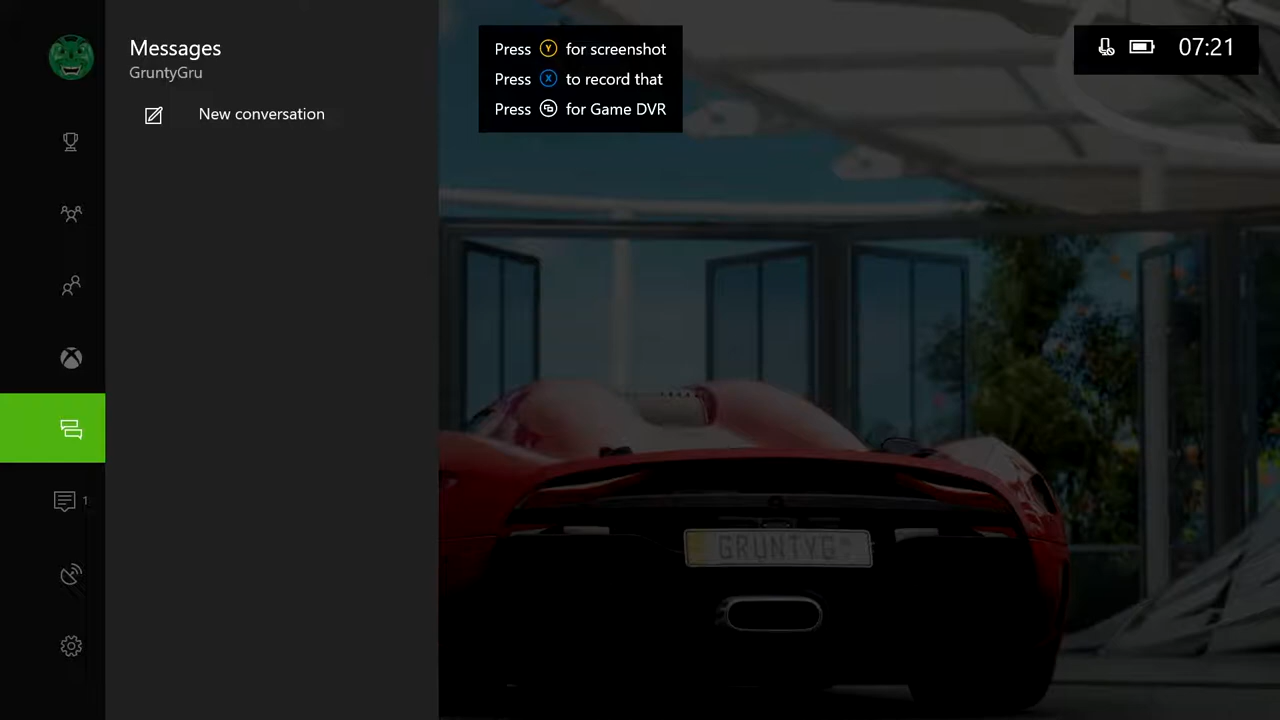 Messages
GruntyGru
New conversation
Press Y for screenshot
Press X to record that
Press for Game DVR
07:21
1
GRUNTYG